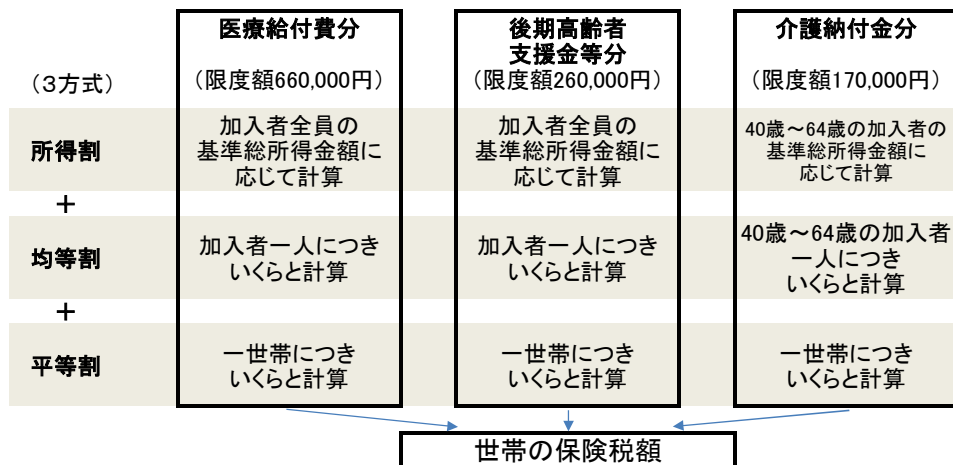 医療給付費分
後期高齢者
支援金等分
介護納付金分
（３方式）
（限度額660,000円）
（限度額260,000円）
（限度額170,000円）
所得割
加入者全員の
基準総所得金額に
応じて計算
加入者全員の
基準総所得金額に
応じて計算
40歳～64歳の加入者の
基準総所得金額に
応じて計算
＋
均等割
加入者一人につき
いくらと計算
加入者一人につき
いくらと計算
40歳～64歳の加入者
一人につき
いくらと計算
＋
平等割
一世帯につき
いくらと計算
一世帯につき
いくらと計算
一世帯につき
いくらと計算
世帯の保険税額